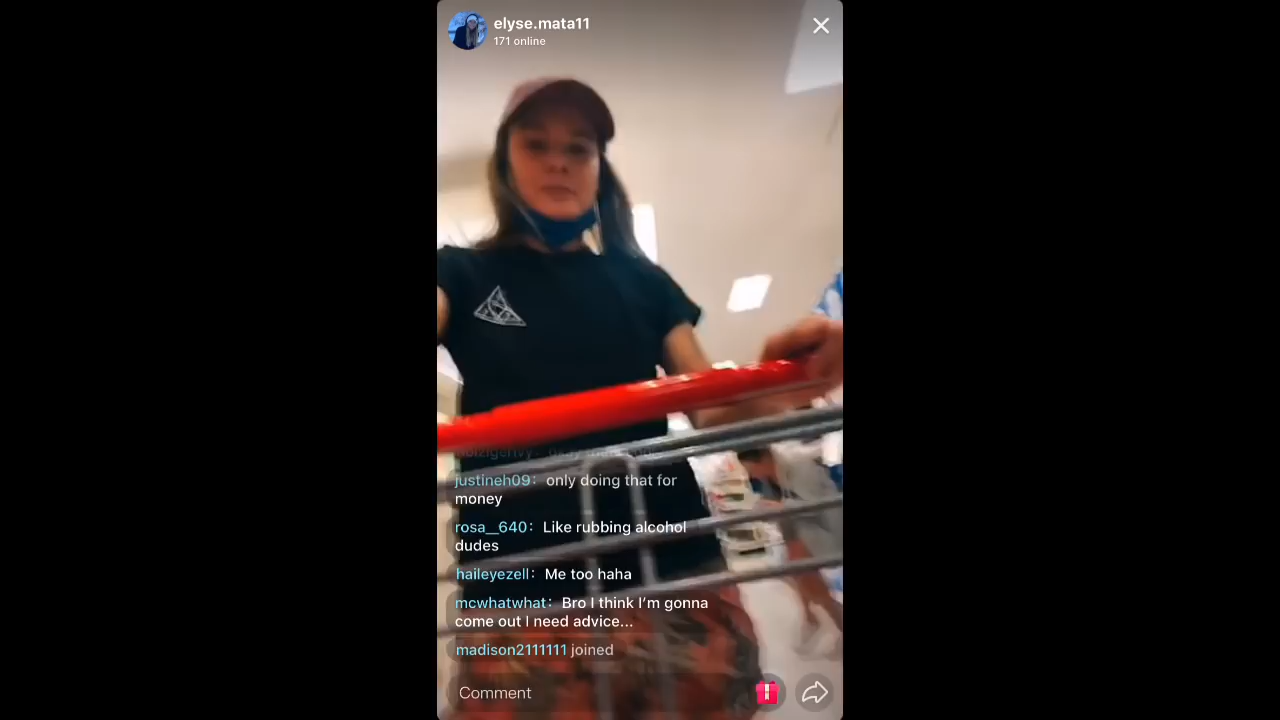 elyse.mata11
171 online
justineh09: only doing that for
money
rosa__640: Like rubbing alcohol
dudes
haileyezell: Me too haha
mcwhatwhat: Bro I think I'm gonna
come out I need advice...
madison2111111 joined
Comment